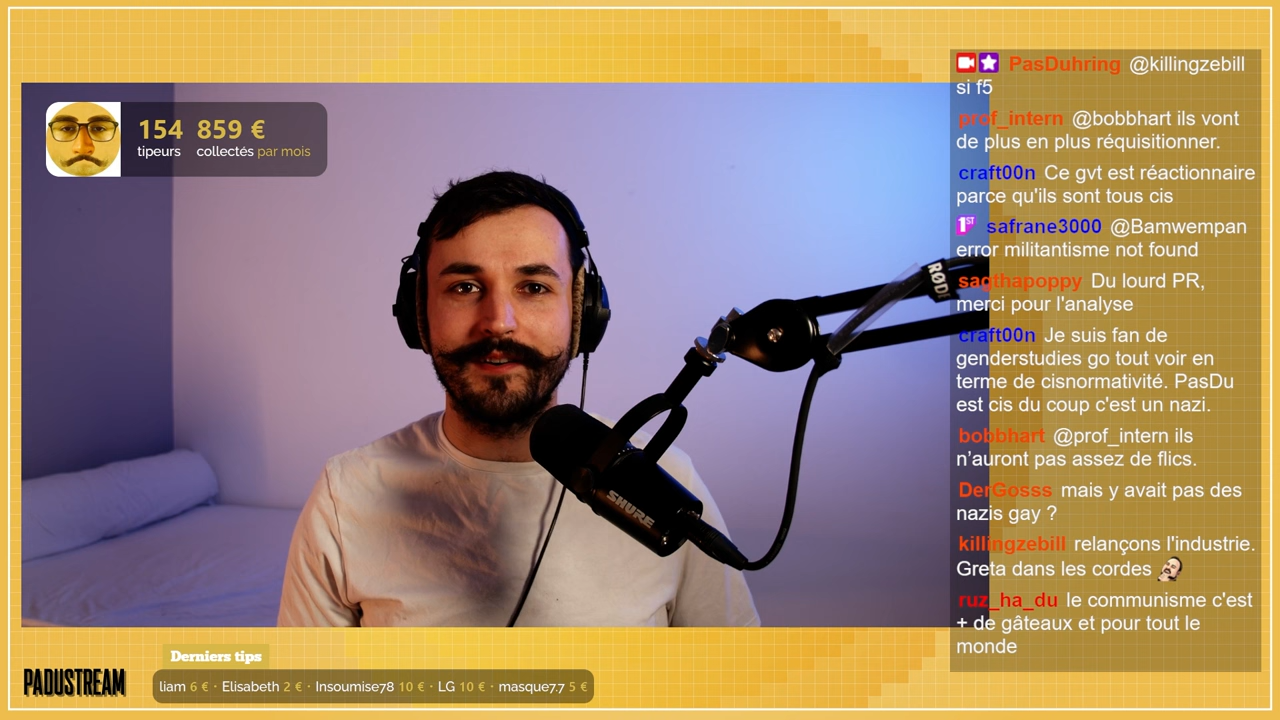 154 859 €
tipeurs collectés par mois
PasDuhring @killingzebill
si f5
prof_intern @bobbhart ils vont
de plus en plus réquisitionner.
craft00n Ce gvt est réactionnaire
parce qu'ils sont tous cis
1ST safrane3000 @Bamwempan
error militantisme not found
saqthapoppy Du lourd PR,
merci pour l'analyse
craft00n Je suis fan de
genderstudies go tout voir en
terme de cisnormativité. PasDu
est cis du coup c'est un nazi.
bobbhart @prof_intern ils
n'auront pas assez de flics.
DerGosss mais y avait pas des
nazis gay ?
killingzebill relançons l'industrie.
Greta dans les cordes
ruz_ha_du le communisme c'est
+ de gâteaux et pour tout le
monde
RØDE
SHURE
Derniers tips
PADUSTREAM
liam 6 € · Elisabeth 2 € · Insoumise78 10 € · LG 10 € · masque7.7 5 €